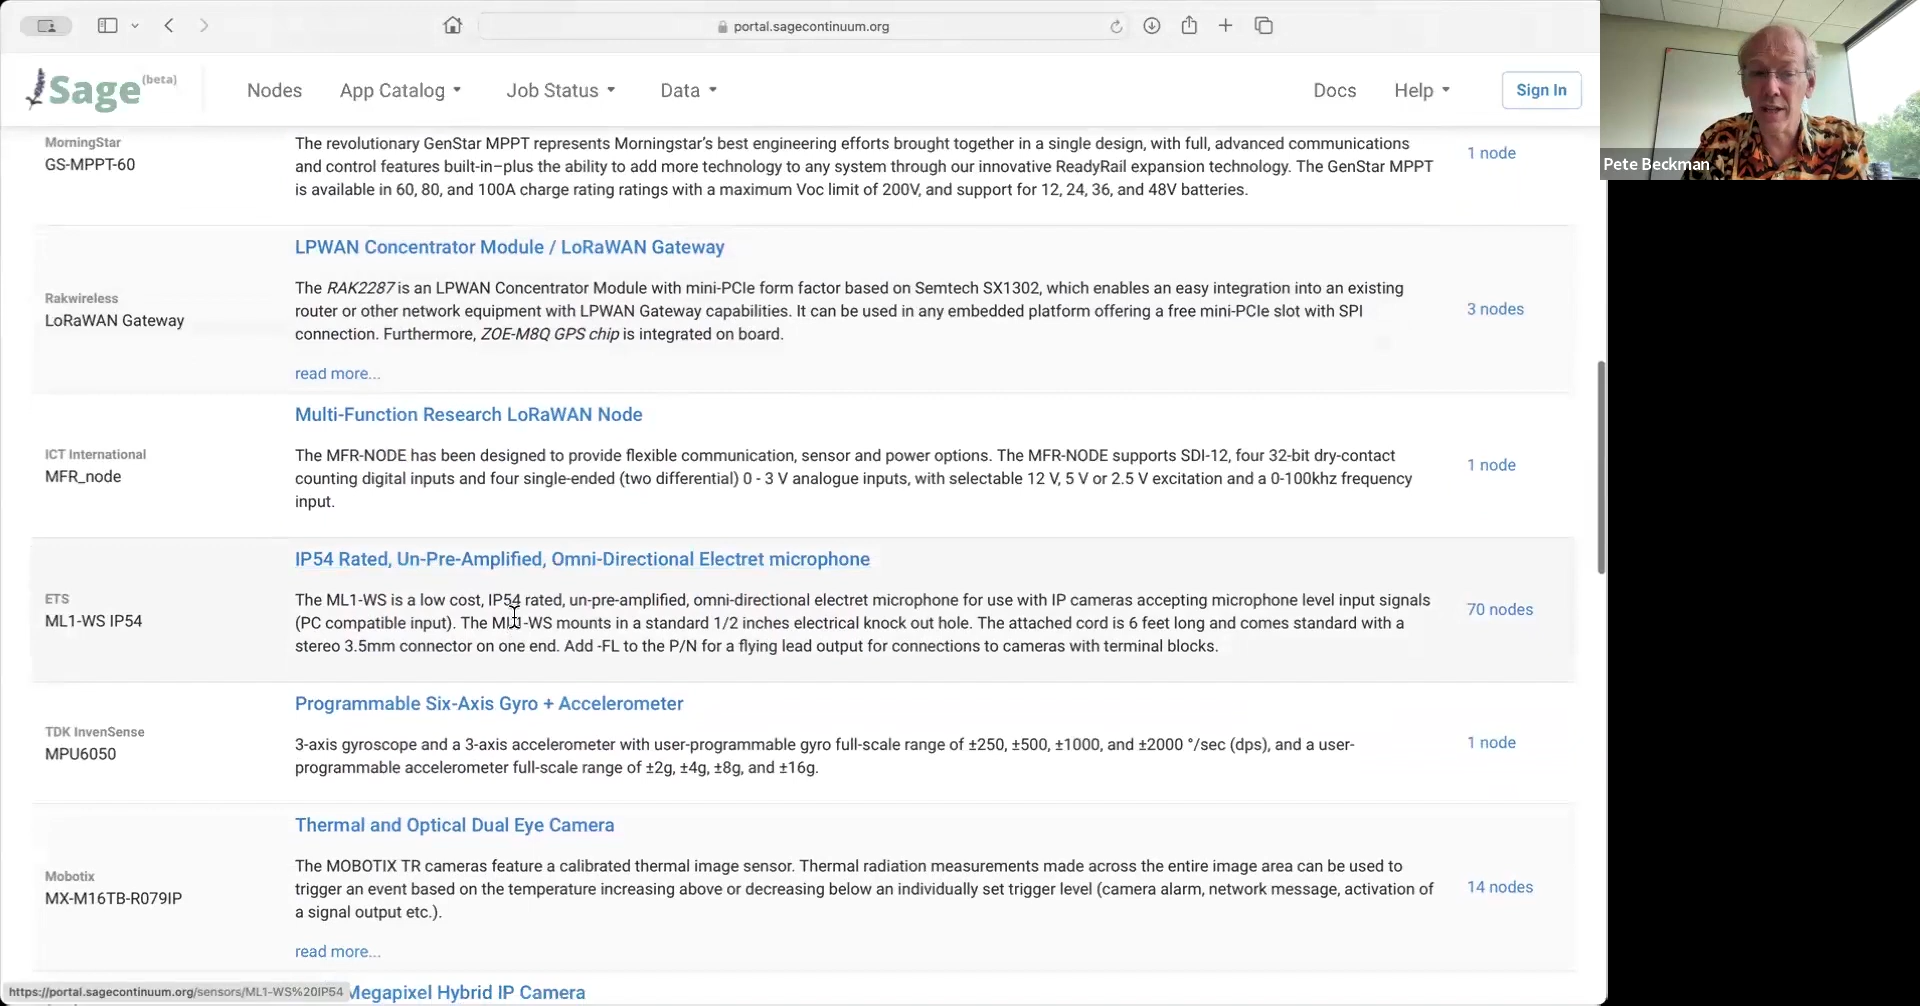 portal.sagecontinuum.org
Sage (beta)
Nodes
App Catalog
Job Status
Data
Docs
Help
Sign In
Pete Beckman
MorningStar
GS-MPPT-60
The revolutionary GenStar MPPT represents Morningstar’s best engineering efforts brought together in a single design, with full, advanced communications
and control features built-in–plus the ability to add more technology to any system through our innovative ReadyRail expansion technology. The GenStar MPPT
is available in 60, 80, and 100A charge rating ratings with a maximum Voc limit of 200V, and support for 12, 24, 36, and 48V batteries.
1 node
LPWAN Concentrator Module / LoRaWAN Gateway
Rakwireless
LoRaWAN Gateway
The RAK2287 is an LPWAN Concentrator Module with mini-PCIe form factor based on Semtech SX1302, which enables an easy integration into an existing
router or other network equipment with LPWAN Gateway capabilities. It can be used in any embedded platform offering a free mini-PCIe slot with SPI
connection. Furthermore, ZOE-M8Q GPS chip is integrated on board.
3 nodes
read more...
Multi-Function Research LoRaWAN Node
ICT International
MFR_node
The MFR-NODE has been designed to provide flexible communication, sensor and power options. The MFR-NODE supports SDI-12, four 32-bit dry-contact
counting digital inputs and four single-ended (two differential) 0 - 3 V analogue inputs, with selectable 12 V, 5 V or 2.5 V excitation and a 0-100khz frequency
input.
1 node
IP54 Rated, Un-Pre-Amplified, Omni-Directional Electret microphone
ETS
ML1-WS IP54
The ML1-WS is a low cost, IP54 rated, un-pre-amplified, omni-directional electret microphone for use with IP cameras accepting microphone level input signals
(PC compatible input). The ML1-WS mounts in a standard 1/2 inches electrical knock out hole. The attached cord is 6 feet long and comes standard with a
stereo 3.5mm connector on one end. Add -FL to the P/N for a flying lead output for connections to cameras with terminal blocks.
70 nodes
Programmable Six-Axis Gyro + Accelerometer
TDK InvenSense
MPU6050
3-axis gyroscope and a 3-axis accelerometer with user-programmable gyro full-scale range of ±250, ±500, ±1000, and ±2000 °/sec (dps), and a user-
programmable accelerometer full-scale range of ±2g, ±4g, ±8g, and ±16g.
1 node
Thermal and Optical Dual Eye Camera
Mobotix
MX-M16TB-R079IP
The MOBOTIX TR cameras feature a calibrated thermal image sensor. Thermal radiation measurements made across the entire image area can be used to
trigger an event based on the temperature increasing above or decreasing below an individually set trigger level (camera alarm, network message, activation of
a signal output etc.).
14 nodes
read more...
https://portal.sagecontinuum.org/sensors/ML1-WS%20IP54
Megapixel Hybrid IP Camera